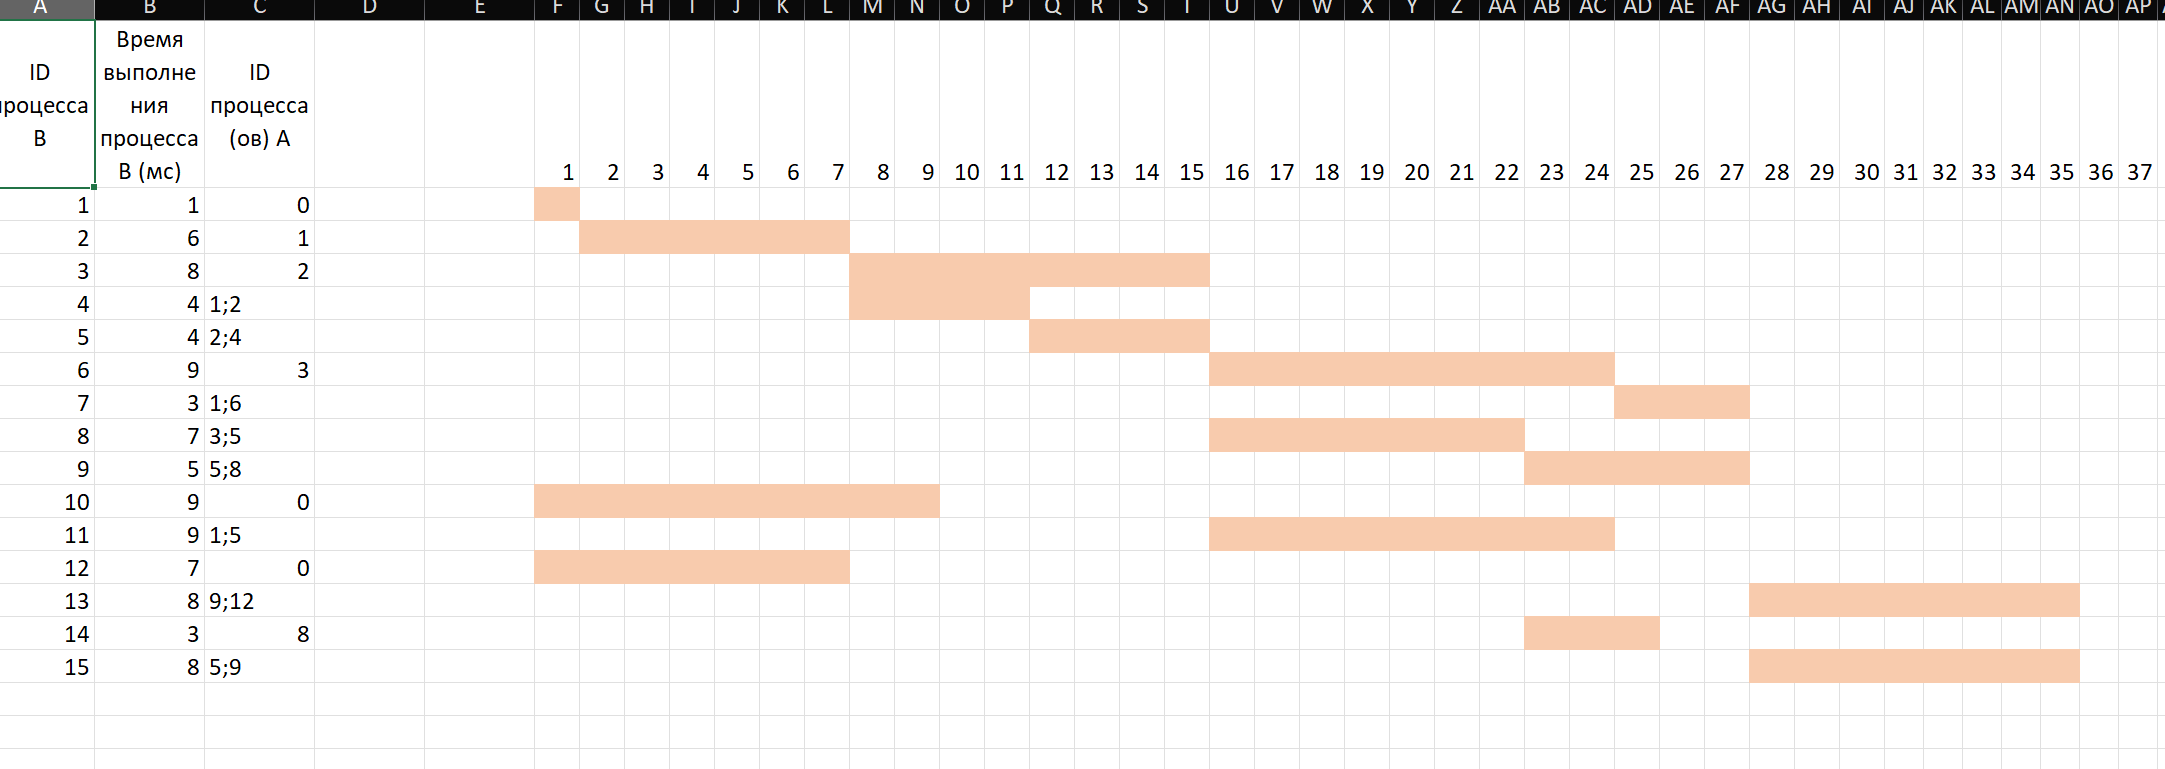 A B C D E F G H I J K L M N O P Q R S T U V W X Y Z AA AB AC AD AE AF AG AH AI AJ AK AL AM AN AO AP
ID процесса B
Время выполнения процесса B (мс)
ID процесса (ов) A
1 2 3 4 5 6 7 8 9 10 11 12 13 14 15 16 17 18 19 20 21 22 23 24 25 26 27 28 29 30 31 32 33 34 35 36 37
1 1 0
2 6 1
3 8 2
4 4 1;2
5 4 2;4
6 9 3
7 3 1;6
8 7 3;5
9 5 5;8
10 9 0
11 9 1;5
12 7 0
13 8 9;12
14 3 8
15 8 5;9